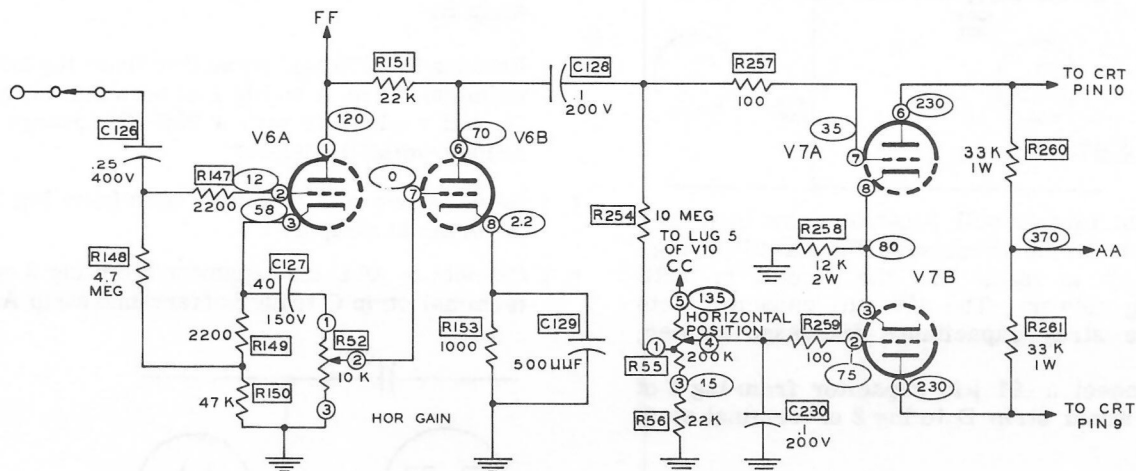 FF
R151
22 K
C128
.1
200V
R257
100
TO CRT
PIN 10
C126
.25
400V
120
1
V6A
70
6
V6B
230
6
35
7
V7A
8
33 K
1W
R260
R147
2200
12
2
58
3
0
7
8
2.2
R254
10 MEG
TO LUG 5
OF V10
CC
R258
12 K
2W
80
370
AA
V7B
R148
4.7
MEG
C127
40
150V
2200
R149
R150
47 K
1
R52
2
10 K
3
HOR GAIN
R153
1000
C129
500μμF
5
135
HORIZONTAL
POSITION
1
4
200K
R55
3
45
R56
22K
R259
100
C230
.1
200V
3
2
75
1
230
R261
33 K
1W
TO CRT
PIN 9